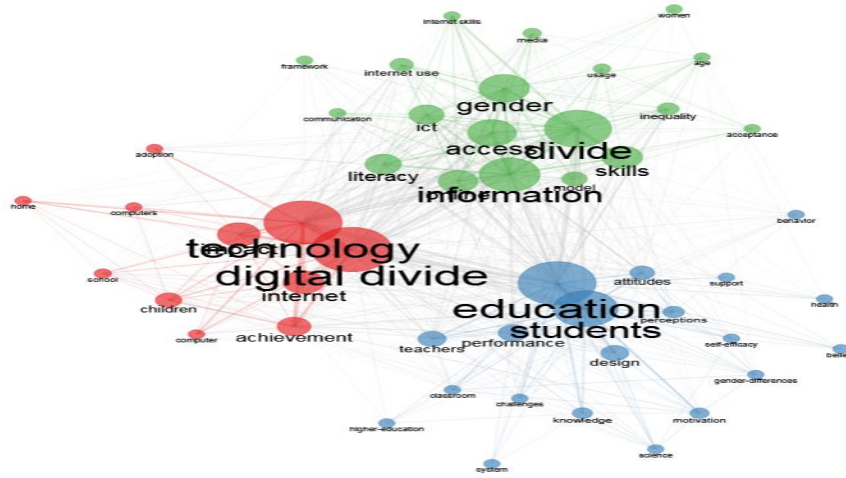 women
internet skills
media
age
framework
internet use
usage
gender
inequality
communication
ict
acceptance
access
divide
adoption
skills
literacy
model
information
home
computers
behavior
technology
digital divide
school
attitudes
support
internet
health
children
education
perceptions
students
achievement
computer
teachers
performance
self-efficacy
design
gender-differences
classroom
challenges
higher-education
knowledge
motivation
science
system